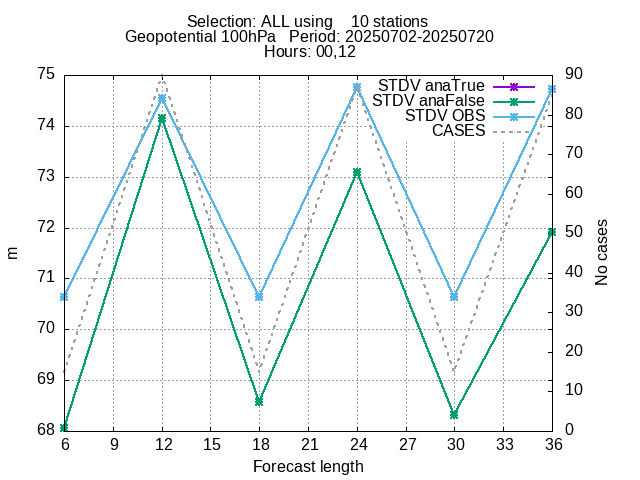 Selection: ALL using    10 stations
Geopotential 100hPa   Period: 20250702-20250720
Hours: 00,12
STDV anaTrue
STDV anaFalse
STDV OBS
CASES
75
74
73
72
71
70
69
68
m
90
80
70
60
50
40
30
20
10
0
No cases
6 9 12 15 18 21 24 27 30 33 36
Forecast length